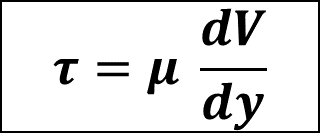 τ = μ dV/dy